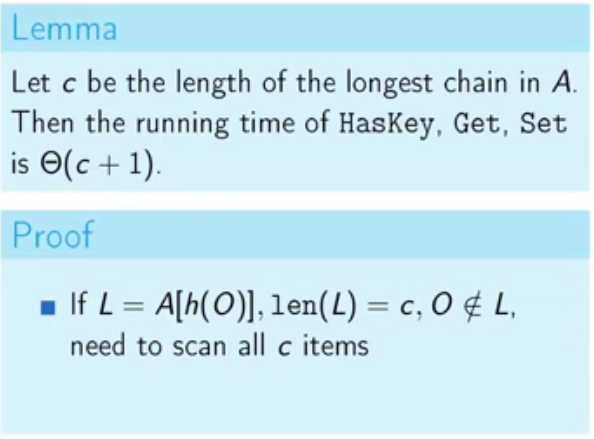 Lemma
Let c be the length of the longest chain in A.
Then the running time of HasKey, Get, Set
is Θ(c + 1).
Proof
■ If L = A[h(O)], len(L) = c, O ∉ L,
need to scan all c items